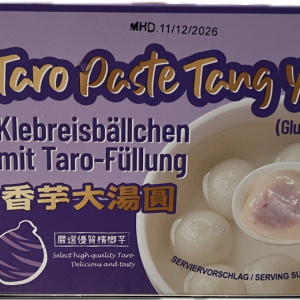 MHD.11/12/2026
Taro Paste Tang Y
Klebreisbällchen
(Glu
mit Taro-Füllung
香芋大湯圓
嚴選優質檳榔芋
Select high quality Taro
Delicious and tasty
SERVIERVORSCHLAG / SERVING SU